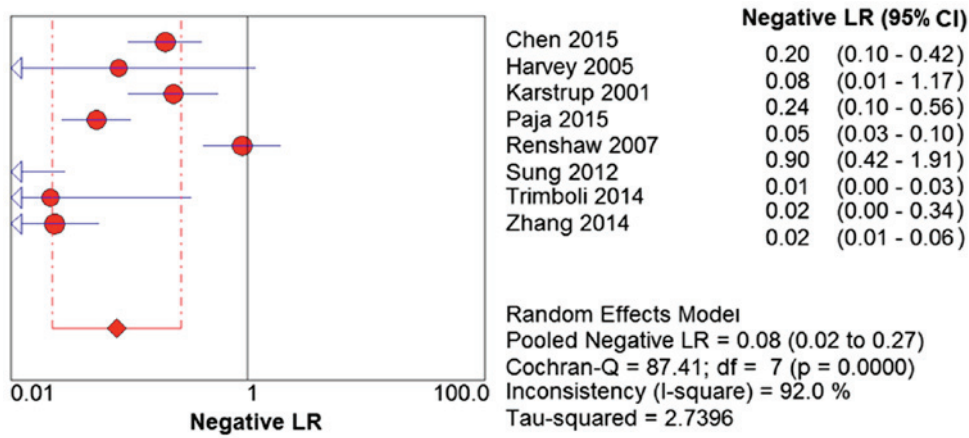 Negative LR (95% CI)
Chen 2015 0.20 (0.10 - 0.42)
Harvey 2005 0.08 (0.01 - 1.17)
Karstrup 2001 0.24 (0.10 - 0.56)
Paja 2015 0.05 (0.03 - 0.10)
Renshaw 2007 0.90 (0.42 - 1.91)
Sung 2012 0.01 (0.00 - 0.03)
Trimboli 2014 0.02 (0.00 - 0.34)
Zhang 2014 0.02 (0.01 - 0.06)
Random Effects Model
Pooled Negative LR = 0.08 (0.02 to 0.27)
Cochran-Q = 87.41; df = 7 (p = 0.0000)
Inconsistency (I-square) = 92.0 %
Tau-squared = 2.7396
0.01 1 100.0
Negative LR